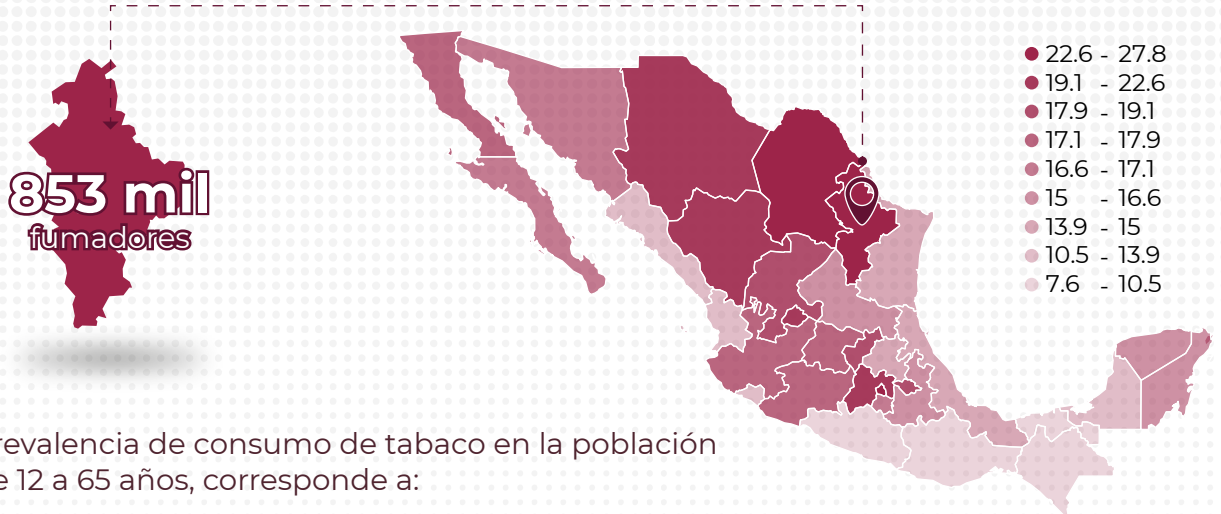 853 mil
fumadores
22.6 - 27.8
19.1 - 22.6
17.9 - 19.1
17.1 - 17.9
16.6 - 17.1
15 - 16.6
13.9 - 15
10.5 - 13.9
7.6 - 10.5
revalencia de consumo de tabaco en la población
e 12 a 65 años, corresponde a: